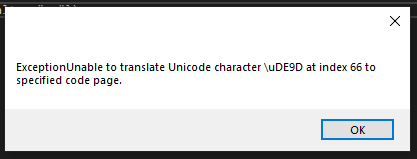 ExceptionUnable to translate Unicode character \uDE9D at index 66 to
specified code page.
OK